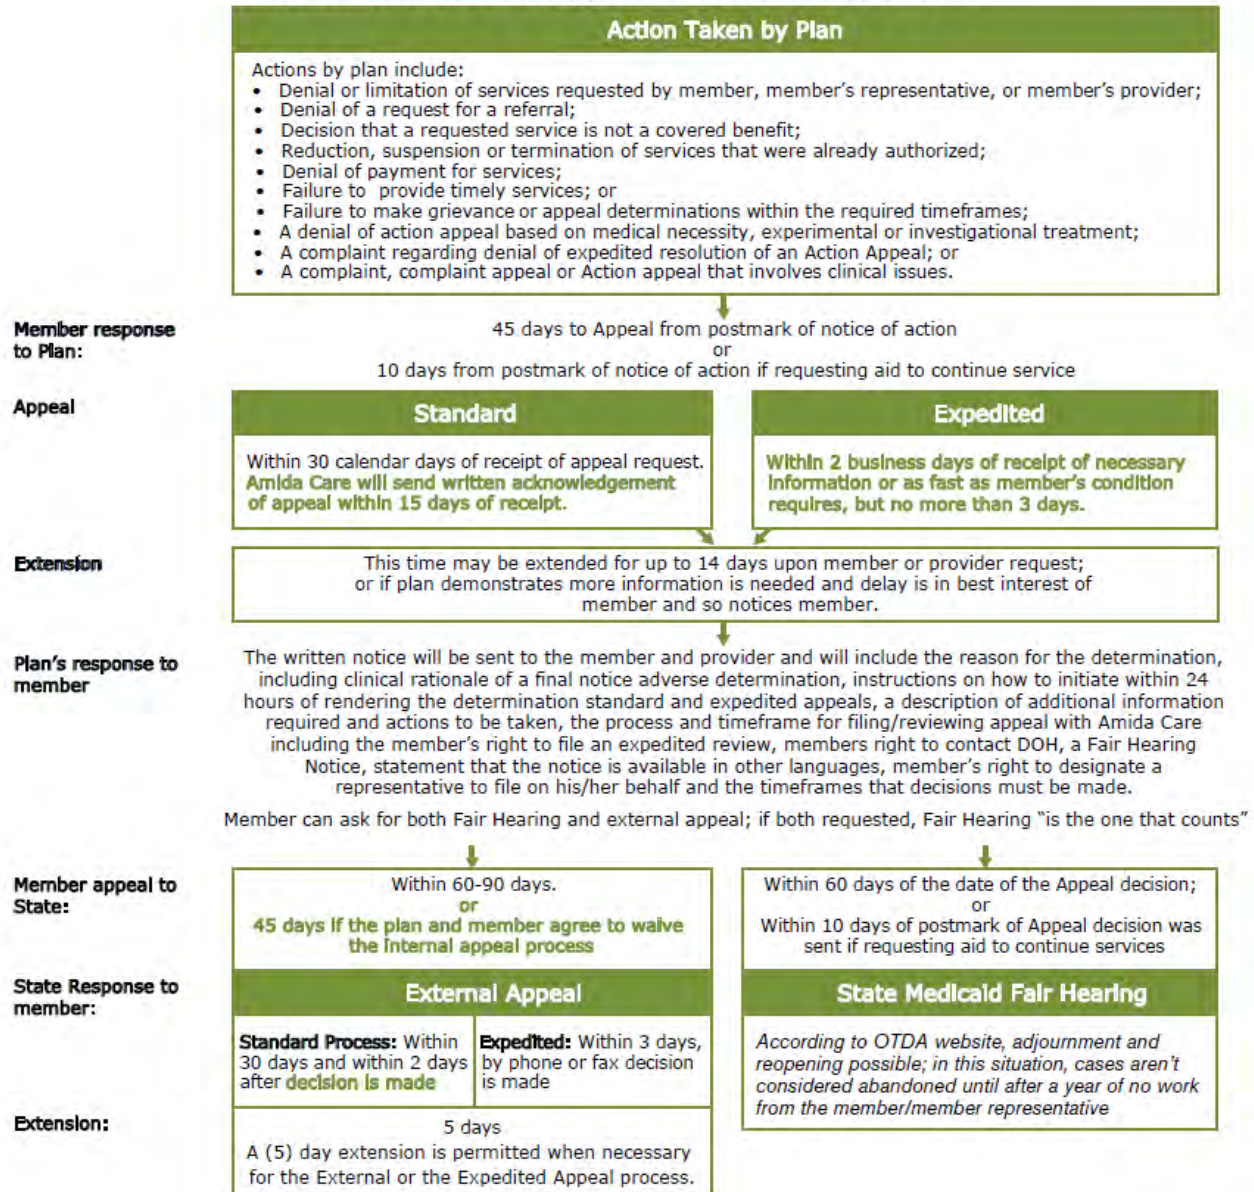 Action Taken by Plan
Actions by plan include:
• Denial or limitation of services requested by member, member's representative, or member's provider;
• Denial of a request for a referral;
• Decision that a requested service is not a covered benefit;
• Reduction, suspension or termination of services that were already authorized;
• Denial of payment for services;
• Failure to provide timely services; or
• Failure to make grievance or appeal determinations within the required timeframes;
• A denial of action appeal based on medical necessity, experimental or investigational treatment;
• A complaint regarding denial of expedited resolution of an Action Appeal; or
• A complaint, complaint appeal or Action appeal that involves clinical issues.
Member response
to Plan:
45 days to Appeal from postmark of notice of action
or
10 days from postmark of notice of action if requesting aid to continue service
Appeal
Standard
Within 30 calendar days of receipt of appeal request.
Amida Care will send written acknowledgement
of appeal within 15 days of receipt.
Expedited
Within 2 business days of receipt of necessary
information or as fast as member's condition
requires, but no more than 3 days.
Extension
This time may be extended for up to 14 days upon member or provider request;
or if plan demonstrates more information is needed and delay is in best interest of
member and so notices member.
Plan's response to
member
The written notice will be sent to the member and provider and will include the reason for the determination,
including clinical rationale of a final notice adverse determination, instructions on how to initiate within 24
hours of rendering the determination standard and expedited appeals, a description of additional information
required and actions to be taken, the process and timeframe for filing/reviewing appeal with Amida Care
including the member's right to file an expedited review, members right to contact DOH, a Fair Hearing
Notice, statement that the notice is available in other languages, member's right to designate a
representative to file on his/her behalf and the timeframes that decisions must be made.
Member can ask for both Fair Hearing and external appeal; if both requested, Fair Hearing "is the one that counts"
Member appeal to
State:
Within 60-90 days.
or
45 days if the plan and member agree to waive
the internal appeal process
Within 60 days of the date of the Appeal decision;
or
Within 10 days of postmark of Appeal decision was
sent if requesting aid to continue services
State Response to
member:
External Appeal
Standard Process: Within
30 days and within 2 days
after decision is made
Expedited: Within 3 days,
by phone or fax decision
is made
State Medicaid Fair Hearing
According to OTDA website, adjournment and
reopening possible; in this situation, cases aren't
considered abandoned until after a year of no work
from the member/member representative
Extension:
5 days
A (5) day extension is permitted when necessary
for the External or the Expedited Appeal process.